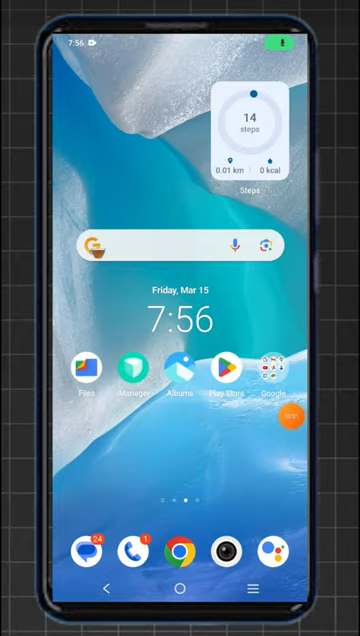 7:56
14
steps
0.01 km
0 kcal
Steps
Friday, Mar 15
7:56
Files
iManager
Albums
Play Store
Google
24
1